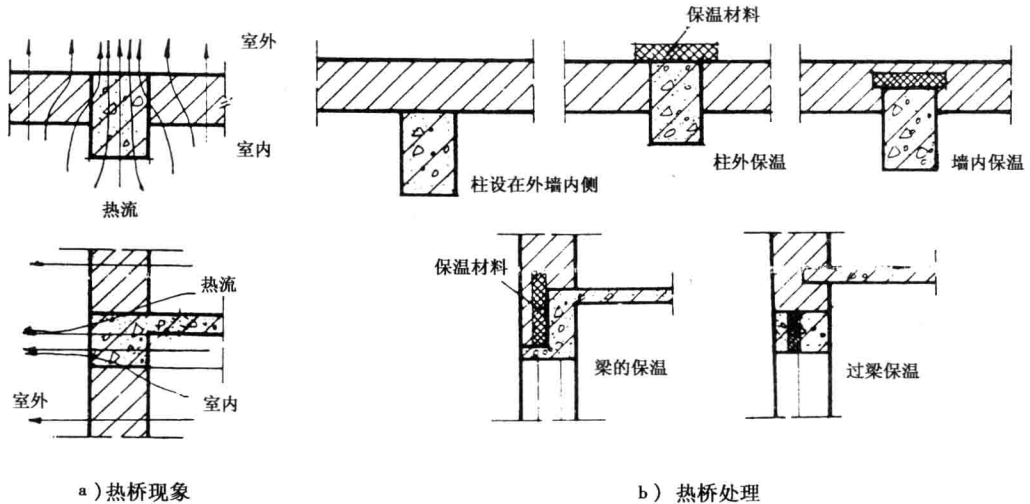 保温材料
室外
室内
热流
柱设在外墙内侧
柱外保温
墙内保温
热流
室外
室内
保温材料
梁的保温
过梁保温
a)热桥现象
b) 热桥处理